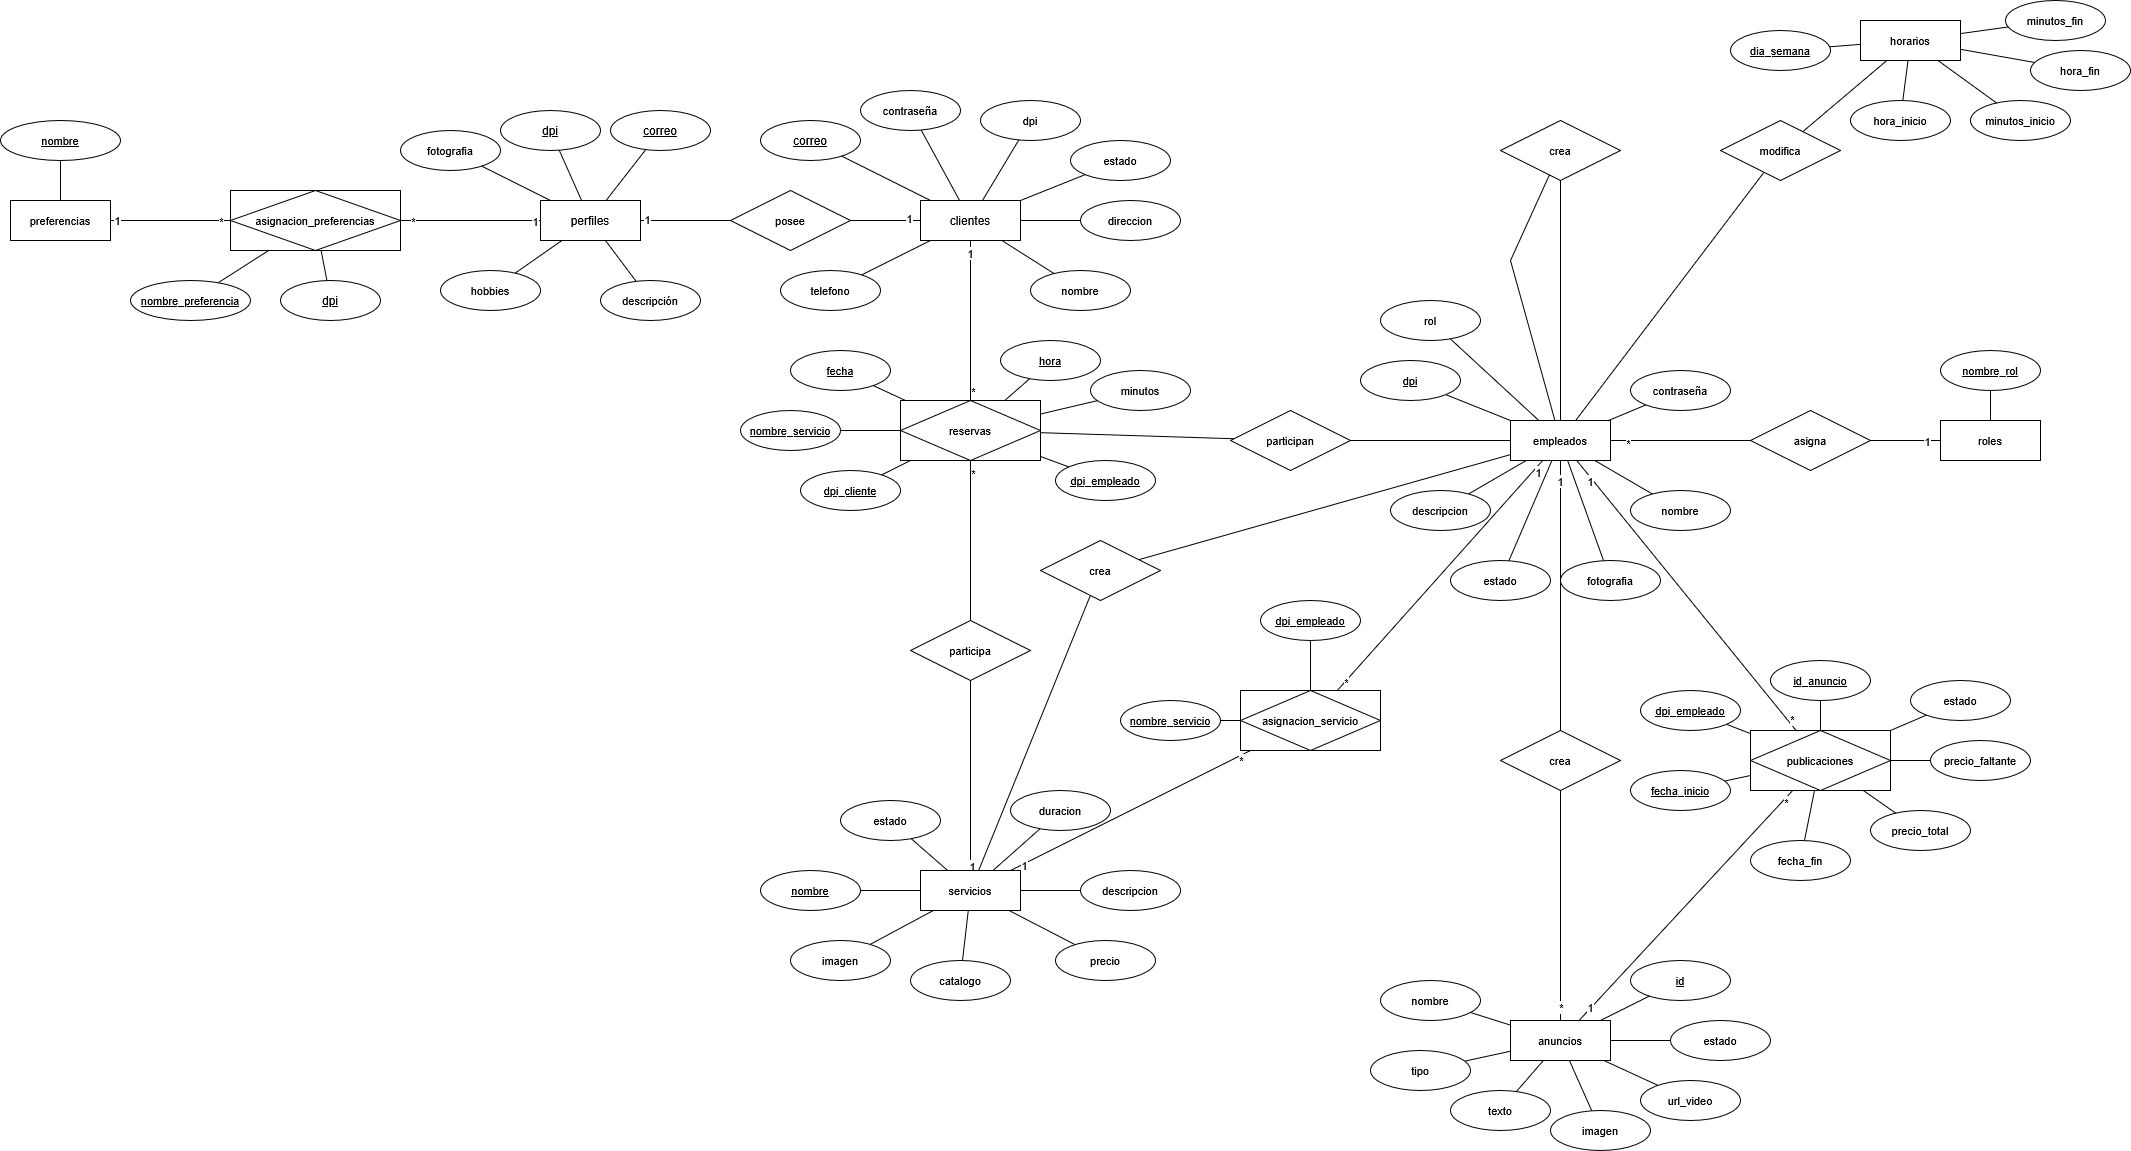 minutos_fin
horarios
dia_semana
hora_fin
hora_inicio
minutos_inicio
crea
modifica
nombre
preferencias
1
*
asignacion_preferencias
*
1
nombre_preferencia
dpi
fotografia
dpi
correo
perfiles
1
hobbies
descripción
posee
1
correo
contraseña
dpi
estado
clientes
direccion
telefono
nombre
1
*
fecha
hora
minutos
nombre_servicio
reservas
dpi_cliente
dpi_empleado
*
participan
rol
dpi
contraseña
empleados
*
asigna
1
roles
nombre_rol
descripcion
1
1
1
nombre
estado
fotografia
crea
participa
dpi_empleado
*
nombre_servicio
asignacion_servicio
*
crea
id_anuncio
dpi_empleado
estado
*
publicaciones
precio_faltante
fecha_inicio
*
precio_total
fecha_fin
estado
duracion
1
1
nombre
servicios
descripcion
imagen
catalogo
precio
*
1
nombre
id
anuncios
estado
tipo
texto
url_video
imagen